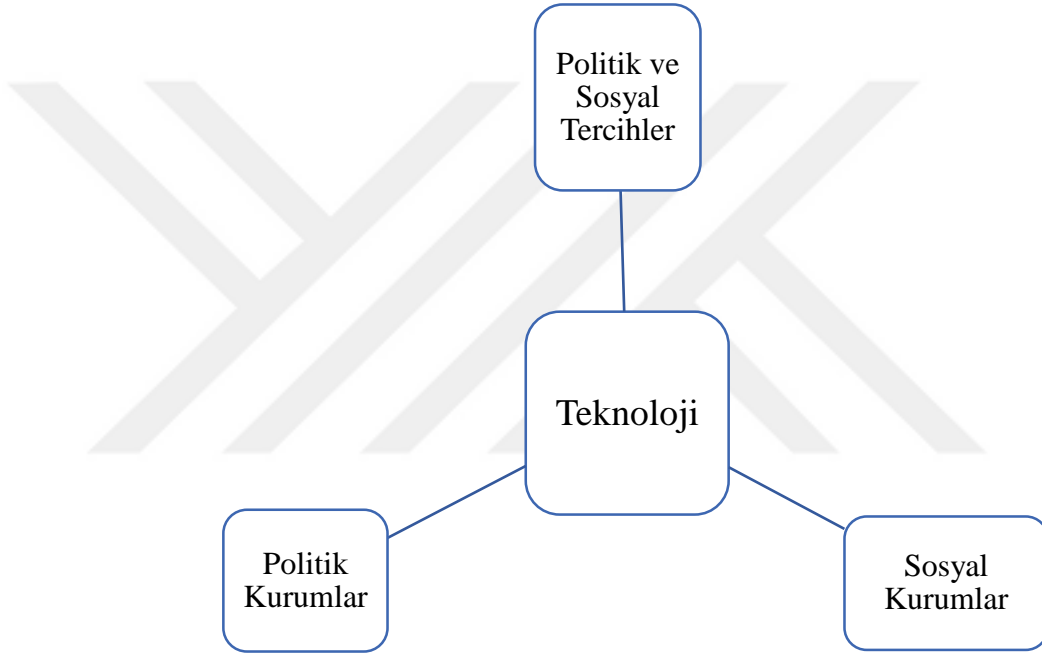 Politik ve
Sosyal
Tercihler
Teknoloji
Politik
Kurumlar
Sosyal
Kurumlar